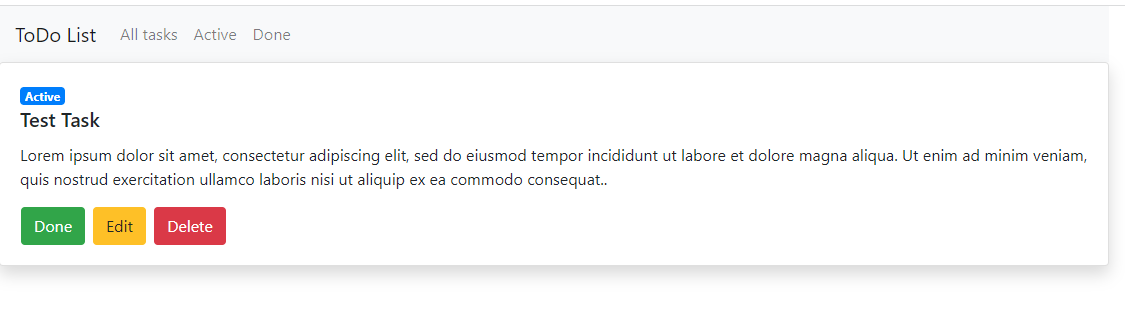 ToDo List All tasks Active Done
Active
Test Task
Lorem ipsum dolor sit amet, consectetur adipiscing elit, sed do eiusmod tempor incididunt ut labore et dolore magna aliqua. Ut enim ad minim veniam,
quis nostrud exercitation ullamco laboris nisi ut aliquip ex ea commodo consequat..
Done Edit Delete